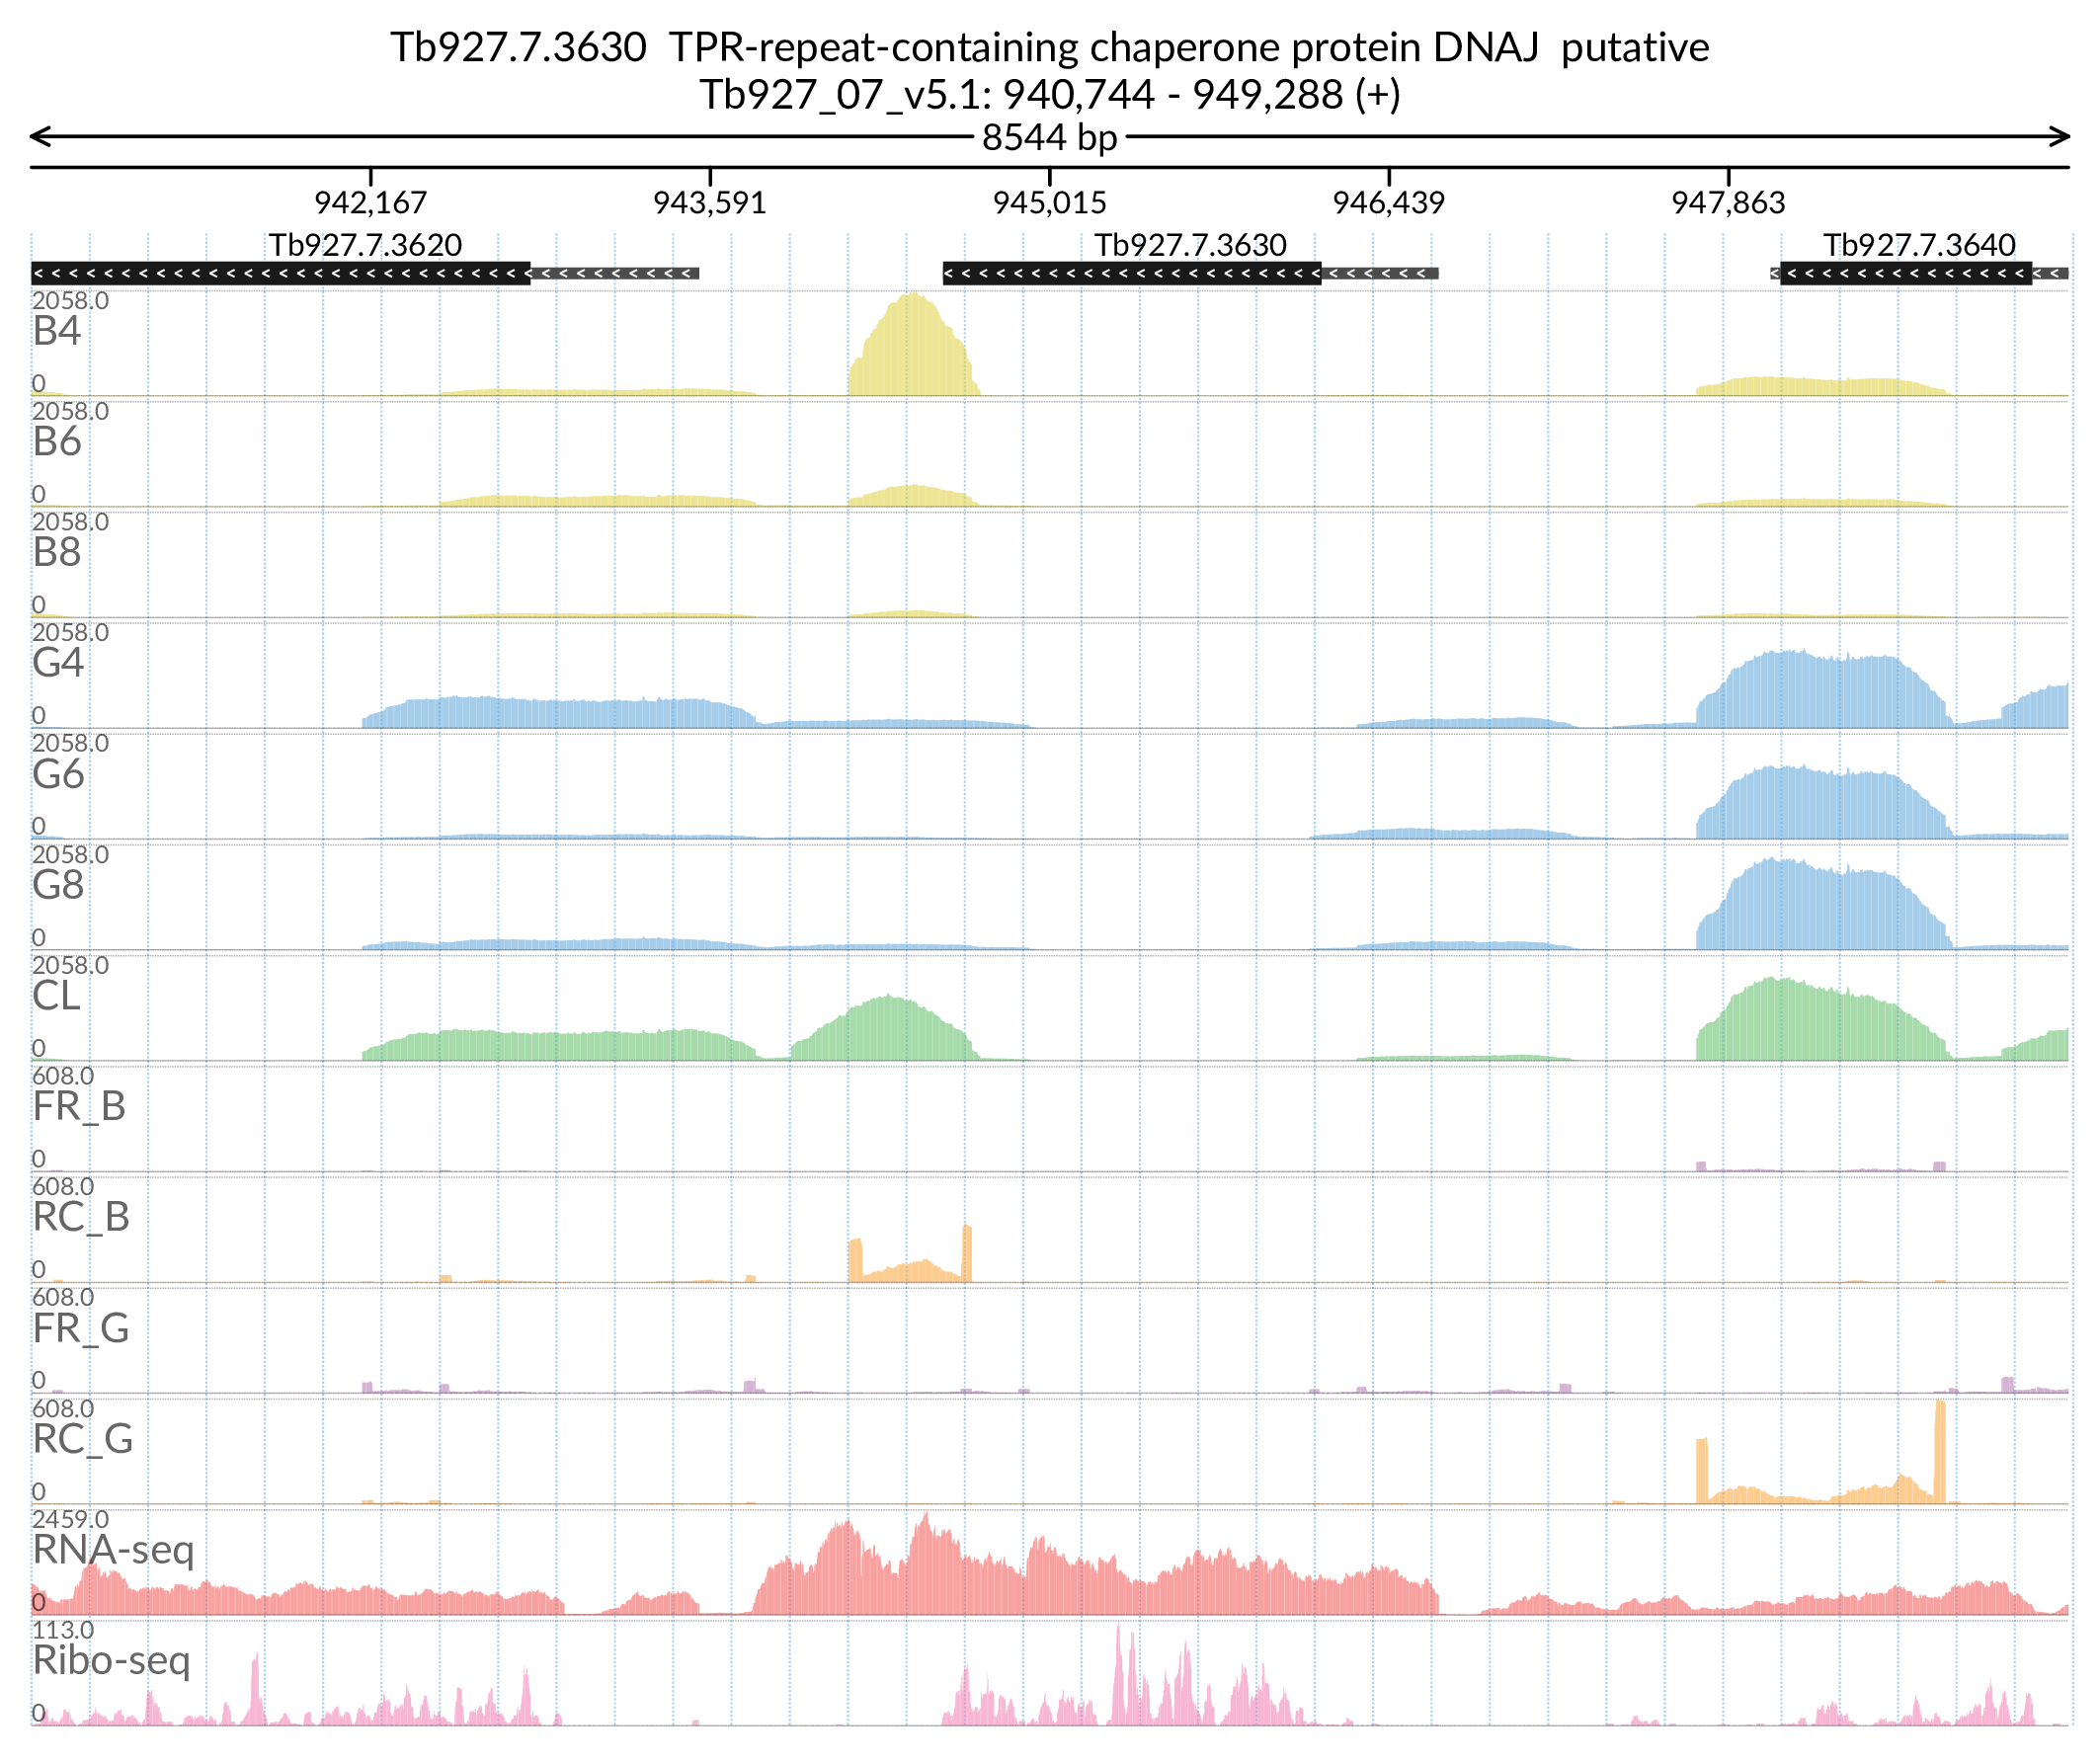 Tb927.7.3630 TPR-repeat-containing chaperone protein DNAJ putative
Tb927_07_v5.1: 940,744 - 949,288 (+)
8544 bp
942,167 943,591 945,015 946,439 947,863
Tb927.7.3620 Tb927.7.3630 Tb927.7.3640
2058.0
B4
0
2058.0
B6
0
2058.0
B8
0
2058.0
G4
0
2058.0
G6
0
2058.0
G8
0
2058.0
CL
0
608.0
FR_B
0
608.0
RC_B
0
608.0
FR_G
0
608.0
RC_G
0
2459.0
RNA-seq
0
113.0
Ribo-seq
0